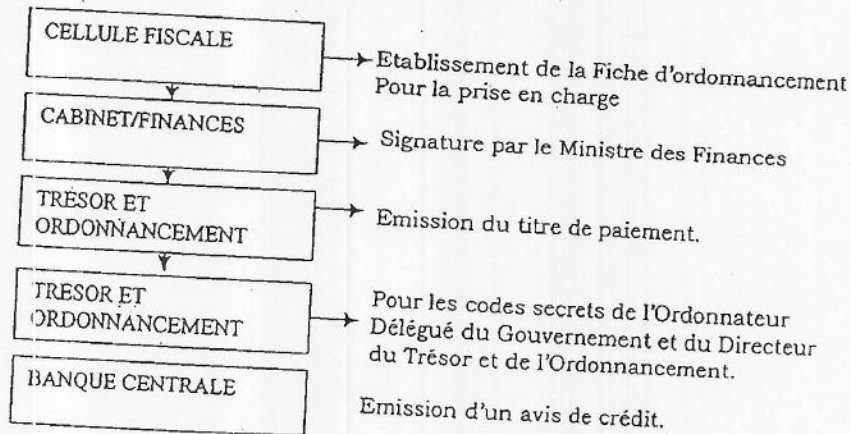 CELLULE FISCALE
Etablissement de la Fiche d'ordonnancement
Pour la prise en charge
CABINET/FINANCES
Signature par le Ministre des Finances
TRÉSOR ET
ORDONNANCEMENT
Emission du titre de paiement.
TRESOR ET
ORDONNANCEMENT
Pour les codes secrets de l'Ordonnateur
Délégué du Gouvernement et du Directeur
du Trésor et de l'Ordonnancement.
BANQUE CENTRALE
Emission d'un avis de crédit.